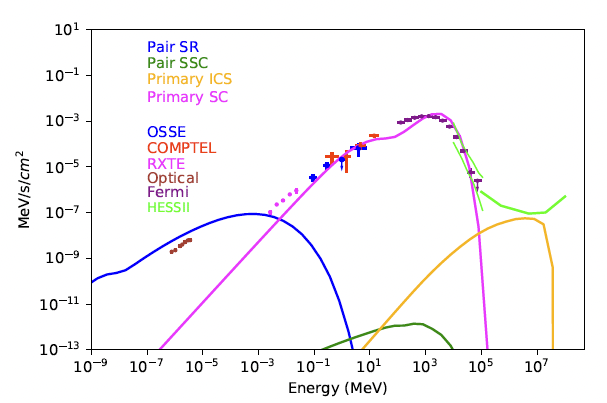 10^1
10^−1
10^−3
10^−5
10^−7
10^−9
10^−11
10^−13
MeV/s/cm^2
Pair SR
Pair SSC
Primary ICS
Primary SC
OSSE
COMPTEL
RXTE
Optical
Fermi
HESSII
10^−9 10^−7 10^−5 10^−3 10^−1 10^1 10^3 10^5 10^7
Energy (MeV)